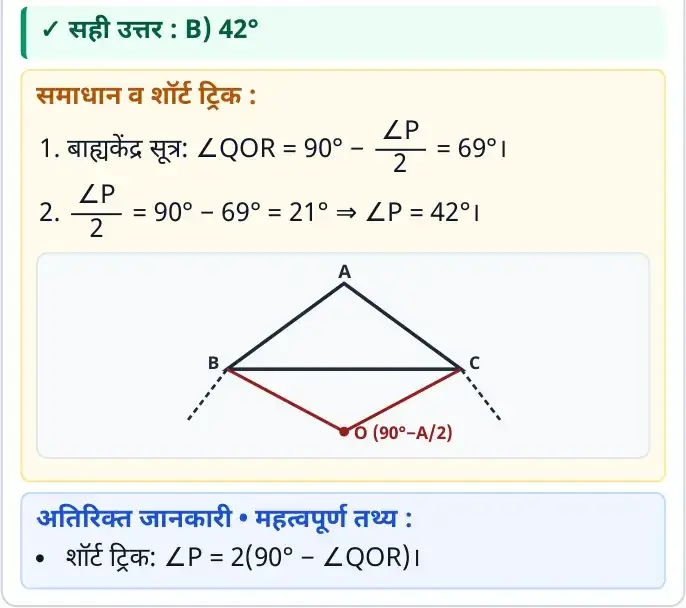 ✓ सही उत्तर : B) 42°
समाधान व शॉर्ट ट्रिक :
1. बाह्यकेंद्र सूत्र: ∠QOR = 90° − ∠P/2 = 69°।
2. ∠P/2 = 90° − 69° = 21° ⇒ ∠P = 42°।
A
B C
O (90°−A/2)
अतिरिक्त जानकारी • महत्वपूर्ण तथ्य :
• शॉर्ट ट्रिक: ∠P = 2(90° − ∠QOR)।